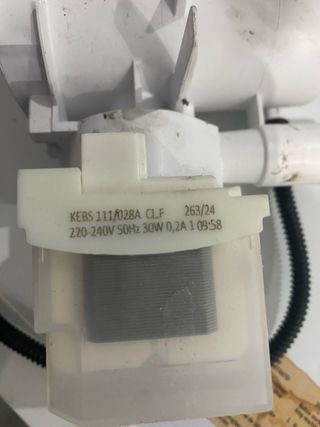 KEBS 111/028A CL.F 263/24
220-240V 50Hz 30W 0,2A 1 09:58